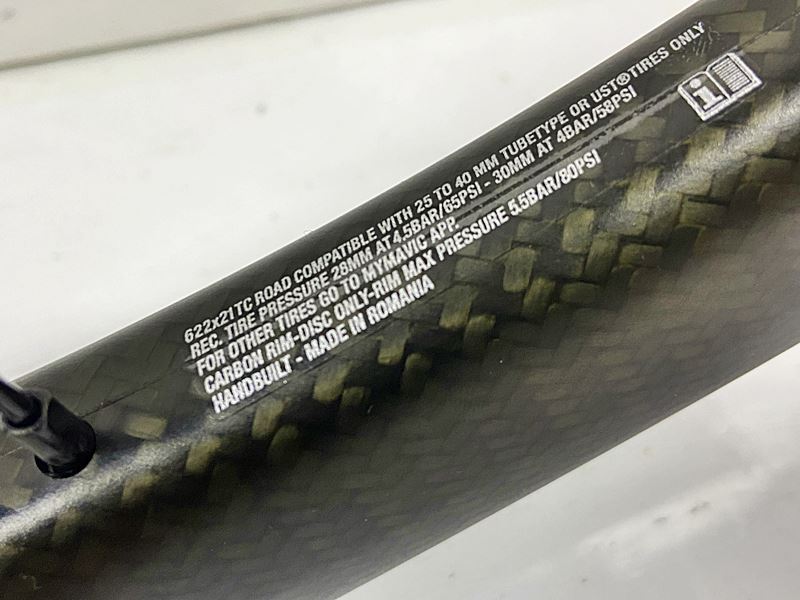 622x21TC ROAD COMPATIBLE WITH 25 TO 40 MM TUBETYPE OR UST® TIRES ONLY
REC. TIRE PRESSURE 28MM AT 4.5BAR/65PSI - 30MM AT 4BAR/58PSI
FOR OTHER TIRES GO TO MYMAVIC APP.
CARBON RIM-DISC ONLY-RIM MAX PRESSURE 5.5BAR/80PSI
HANDBUILT - MADE IN ROMANIA